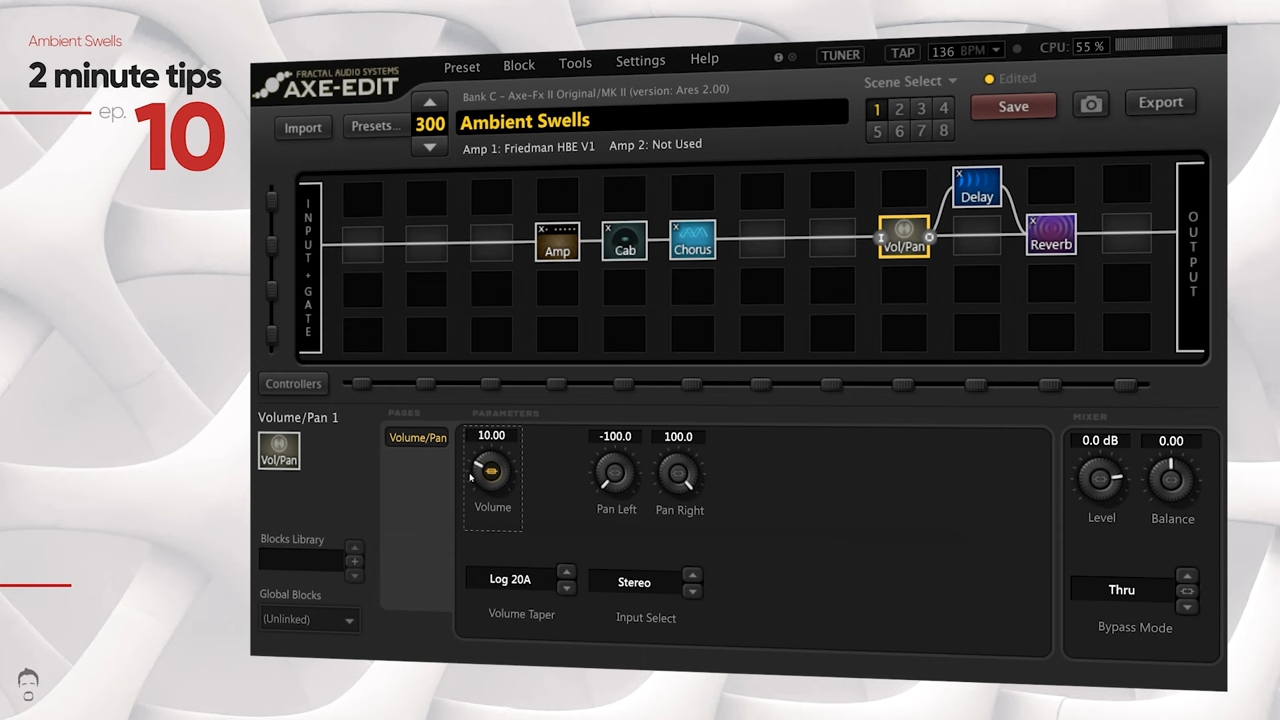 Ambient Swells
2 minute tips
ep. 10
FRACTAL AUDIO SYSTEMS
AXE-EDIT
Preset Block Tools Settings Help
TUNER TAP 136 BPM CPU: 55 %
Import Presets... 300
Bank C - Axe-Fx II Original/MK II (version: Ares 2.00)
Ambient Swells
Amp 1: Friedman HBE V1 Amp 2: Not Used
Scene Select
1 2 3 4
5 6 7 8
Edited
Save Export
INPUT + GATE
X Amp
X Cab
X Chorus
I Vol/Pan O
X Delay
X Reverb
OUTPUT
Controllers
Volume/Pan 1
Vol/Pan
Blocks Library
Global Blocks
(Unlinked)
PAGES
Volume/Pan
PARAMETERS
10.00 -100.0 100.0
Volume Pan Left Pan Right
Log 20A Stereo
Volume Taper Input Select
MIXER
0.0 dB 0.00
Level Balance
Thru
Bypass Mode